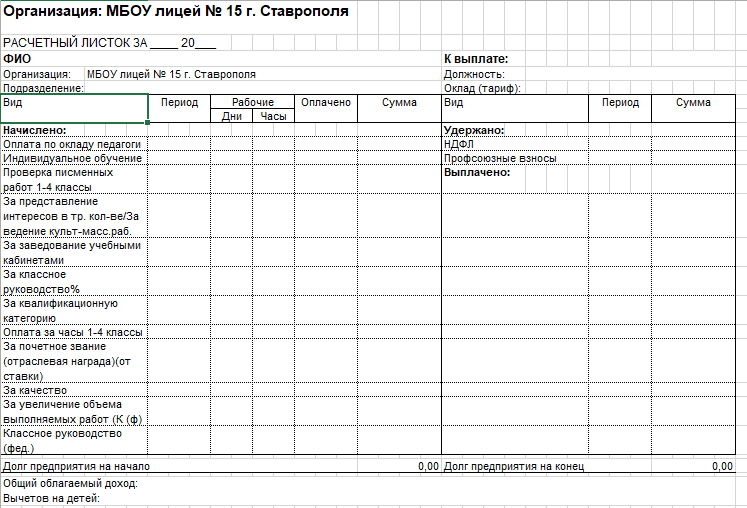 Организация: МБОУ лицей № 15 г. Ставрополя
РАСЧЕТНЫЙ ЛИСТОК ЗА ____ 20___
ФИО К выплате:
Организация: МБОУ лицей № 15 г. Ставрополя Должность:
Подразделение: Оклад (тариф):
Вид Период Рабочие Оплачено Сумма Вид Период Сумма
Дни Часы
Начислено: Удержано:
Оплата по окладу педагоги НДФЛ
Индивидуальное обучение Профсоюзные взносы
Проверка писменных Выплачено:
работ 1-4 классы
За представление
интересов в тр. кол-ве/За
ведение культ-масс.раб.
За заведование учебными
кабинетами
За классное
руководство%
За квалификационную
категорию
Оплата за часы 1-4 классы
За почетное звание
(отраслевая награда)(от
ставки)
За качество
За увеличение объема
выполняемых работ (К (ф)
Классное руководство
(фед.)
Долг предприятия на начало 0,00 Долг предприятия на конец 0,00
Общий облагаемый доход:
Вычетов на детей: